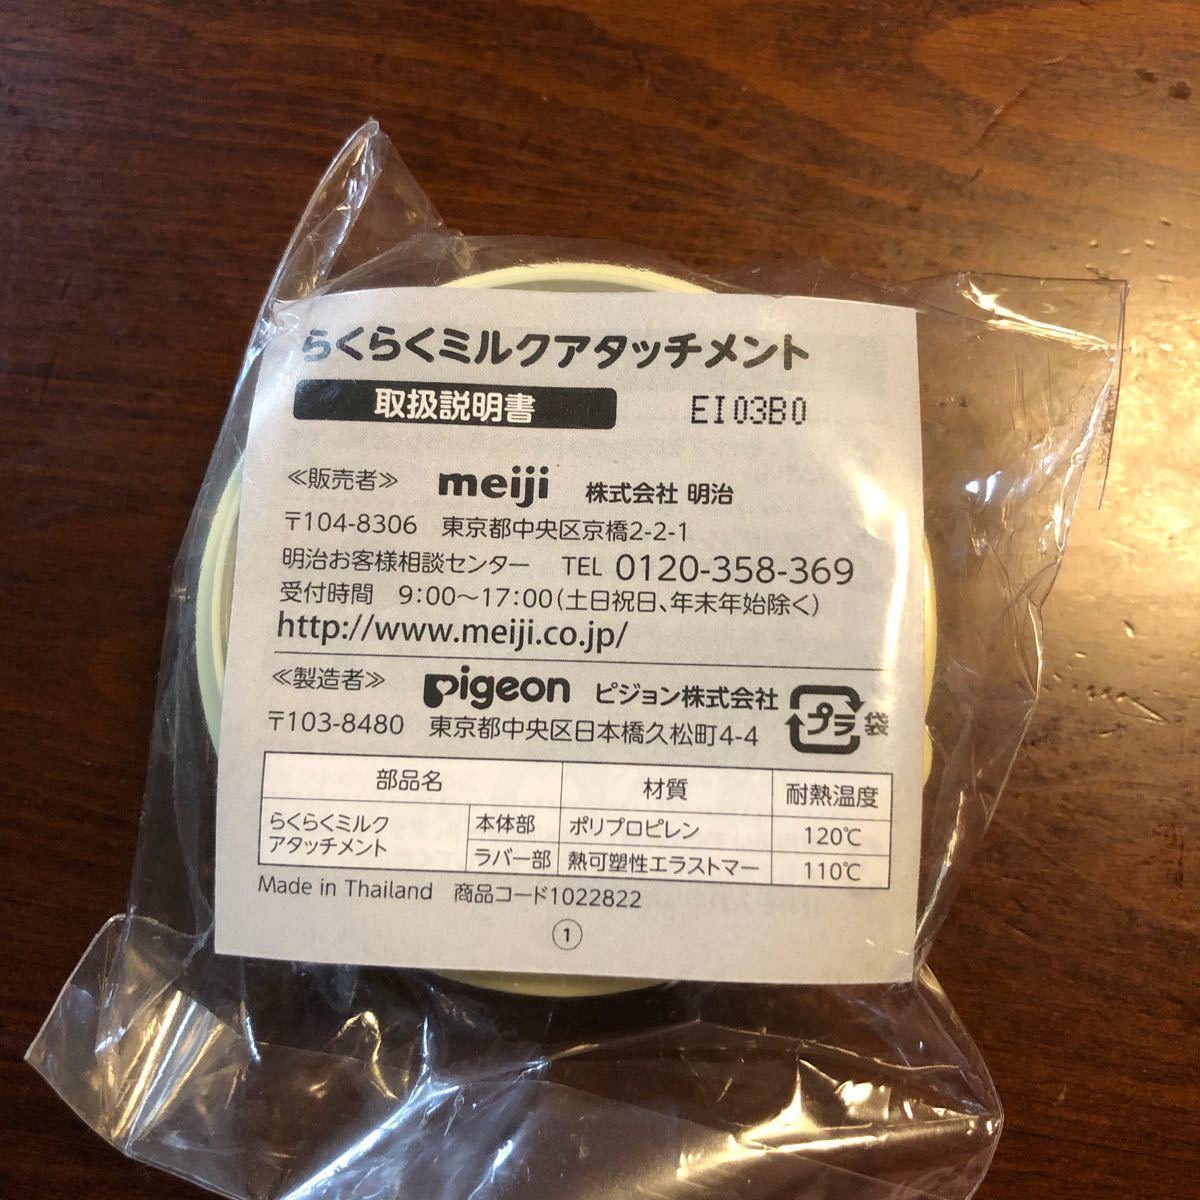 らくらくミルクアタッチメント
取扱説明書 EI03B0
≪販売者≫ meiji 株式会社 明治
〒104-8306 東京都中央区京橋2-2-1
明治お客様相談センター TEL 0120-358-369
受付時間 9:00～17:00(土日祝日、年末年始除く)
http://www.meiji.co.jp/
≪製造者≫ Pigeon ピジョン株式会社
〒103-8480 東京都中央区日本橋久松町4-4
プラ 袋
部品名 材質 耐熱温度
らくらくミルクアタッチメント 本体部 ポリプロピレン 120℃
ラバー部 熱可塑性エラストマー 110℃
Made in Thailand 商品コード1022822
①